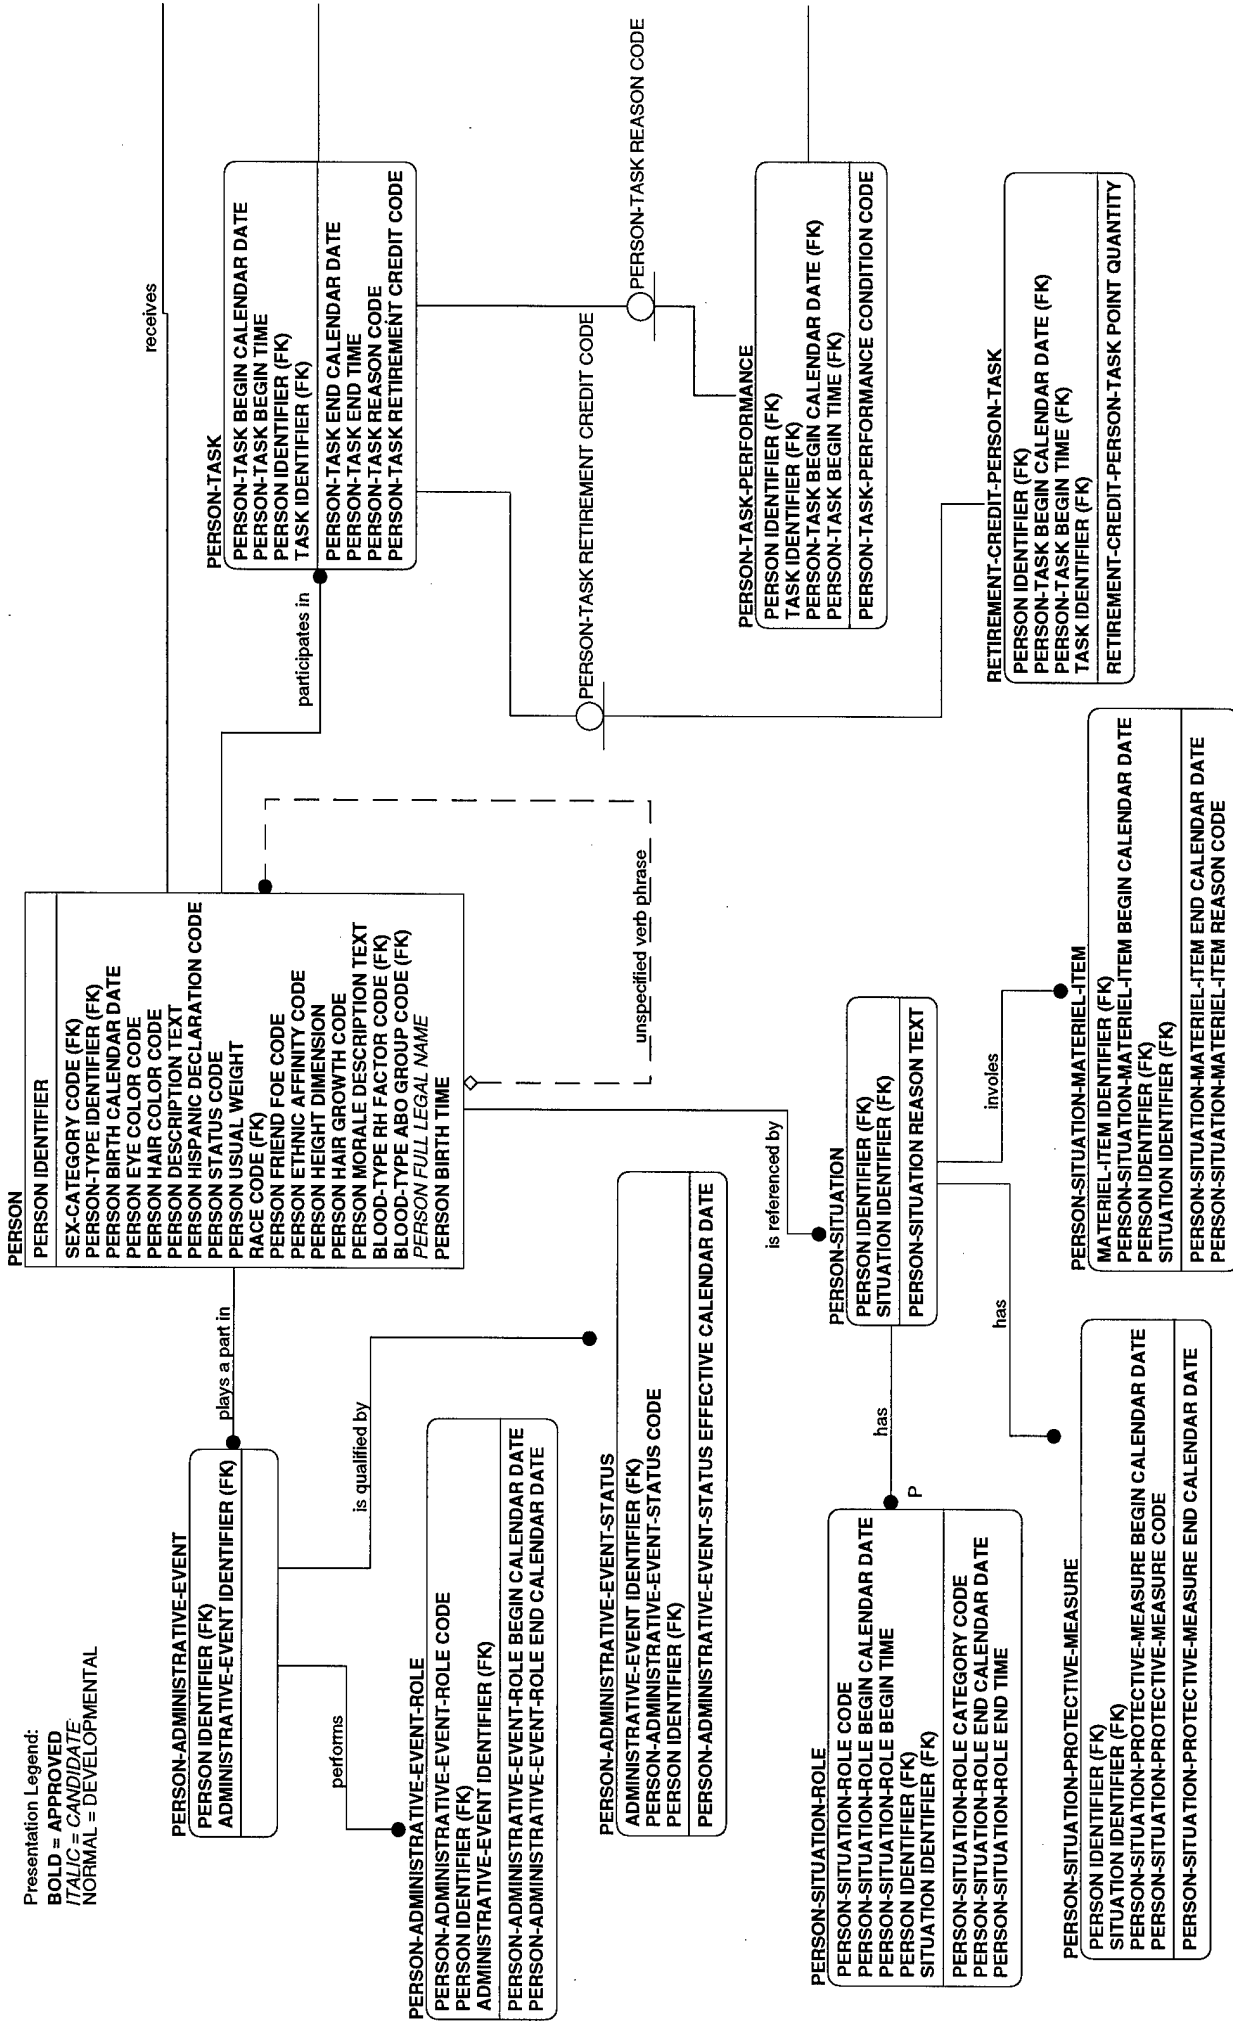 Presentation Legend:
BOLD = APPROVED
ITALIC = CANDIDATE
NORMAL = DEVELOPMENTAL
PERSON
PERSON IDENTIFIER
SEX-CATEGORY CODE (FK)
PERSON-TYPE IDENTIFIER (FK)
PERSON BIRTH CALENDAR DATE
PERSON EYE COLOR CODE
PERSON HAIR COLOR CODE
PERSON DESCRIPTION TEXT
PERSON HISPANIC DECLARATION CODE
PERSON STATUS CODE
PERSON USUAL WEIGHT
RACE CODE (FK)
PERSON FRIEND FOE CODE
PERSON ETHNIC AFFINITY CODE
PERSON HEIGHT DIMENSION
PERSON HAIR GROWTH CODE
PERSON MORALE DESCRIPTION TEXT
BLOOD-TYPE RH FACTOR CODE (FK)
BLOOD-TYPE ABO GROUP CODE (FK)
PERSON FULL LEGAL NAME
PERSON BIRTH TIME
receives
plays a part in
participates in
unspecified verb phrase
is referenced by
PERSON-ADMINISTRATIVE-EVENT
PERSON IDENTIFIER (FK)
ADMINISTRATIVE-EVENT IDENTIFIER (FK)
performs
is qualified by
PERSON-ADMINISTRATIVE-EVENT-ROLE
PERSON-ADMINISTRATIVE-EVENT-ROLE CODE
PERSON IDENTIFIER (FK)
ADMINISTRATIVE-EVENT IDENTIFIER (FK)
PERSON-ADMINISTRATIVE-EVENT-ROLE BEGIN CALENDAR DATE
PERSON-ADMINISTRATIVE-EVENT-ROLE END CALENDAR DATE
PERSON-ADMINISTRATIVE-EVENT-STATUS
ADMINISTRATIVE-EVENT IDENTIFIER (FK)
PERSON-ADMINISTRATIVE-EVENT-STATUS CODE
PERSON IDENTIFIER (FK)
PERSON-ADMINISTRATIVE-EVENT-STATUS EFFECTIVE CALENDAR DATE
PERSON-TASK
PERSON-TASK BEGIN CALENDAR DATE
PERSON-TASK BEGIN TIME
PERSON IDENTIFIER (FK)
TASK IDENTIFIER (FK)
PERSON-TASK END CALENDAR DATE
PERSON-TASK END TIME
PERSON-TASK REASON CODE
PERSON-TASK RETIREMENT CREDIT CODE
PERSON-TASK RETIREMENT CREDIT CODE
PERSON-TASK REASON CODE
PERSON-TASK-PERFORMANCE
PERSON IDENTIFIER (FK)
TASK IDENTIFIER (FK)
PERSON-TASK BEGIN CALENDAR DATE (FK)
PERSON-TASK BEGIN TIME (FK)
PERSON-TASK-PERFORMANCE CONDITION CODE
RETIREMENT-CREDIT-PERSON-TASK
PERSON IDENTIFIER (FK)
PERSON-TASK BEGIN CALENDAR DATE (FK)
PERSON-TASK BEGIN TIME (FK)
TASK IDENTIFIER (FK)
RETIREMENT-CREDIT-PERSON-TASK POINT QUANTITY
PERSON-SITUATION
PERSON IDENTIFIER (FK)
SITUATION IDENTIFIER (FK)
PERSON-SITUATION REASON TEXT
has
P
has
involes
PERSON-SITUATION-ROLE
PERSON-SITUATION-ROLE CODE
PERSON-SITUATION-ROLE BEGIN CALENDAR DATE
PERSON-SITUATION-ROLE BEGIN TIME
PERSON IDENTIFIER (FK)
SITUATION IDENTIFIER (FK)
PERSON-SITUATION-ROLE CATEGORY CODE
PERSON-SITUATION-ROLE END CALENDAR DATE
PERSON-SITUATION-ROLE END TIME
PERSON-SITUATION-PROTECTIVE-MEASURE
PERSON IDENTIFIER (FK)
SITUATION IDENTIFIER (FK)
PERSON-SITUATION-PROTECTIVE-MEASURE BEGIN CALENDAR DATE
PERSON-SITUATION-PROTECTIVE-MEASURE CODE
PERSON-SITUATION-PROTECTIVE-MEASURE END CALENDAR DATE
PERSON-SITUATION-MATERIEL-ITEM
MATERIEL-ITEM IDENTIFIER (FK)
PERSON-SITUATION-MATERIEL-ITEM BEGIN CALENDAR DATE
PERSON IDENTIFIER (FK)
SITUATION IDENTIFIER (FK)
PERSON-SITUATION-MATERIEL-ITEM END CALENDAR DATE
PERSON-SITUATION-MATERIEL-ITEM REASON CODE